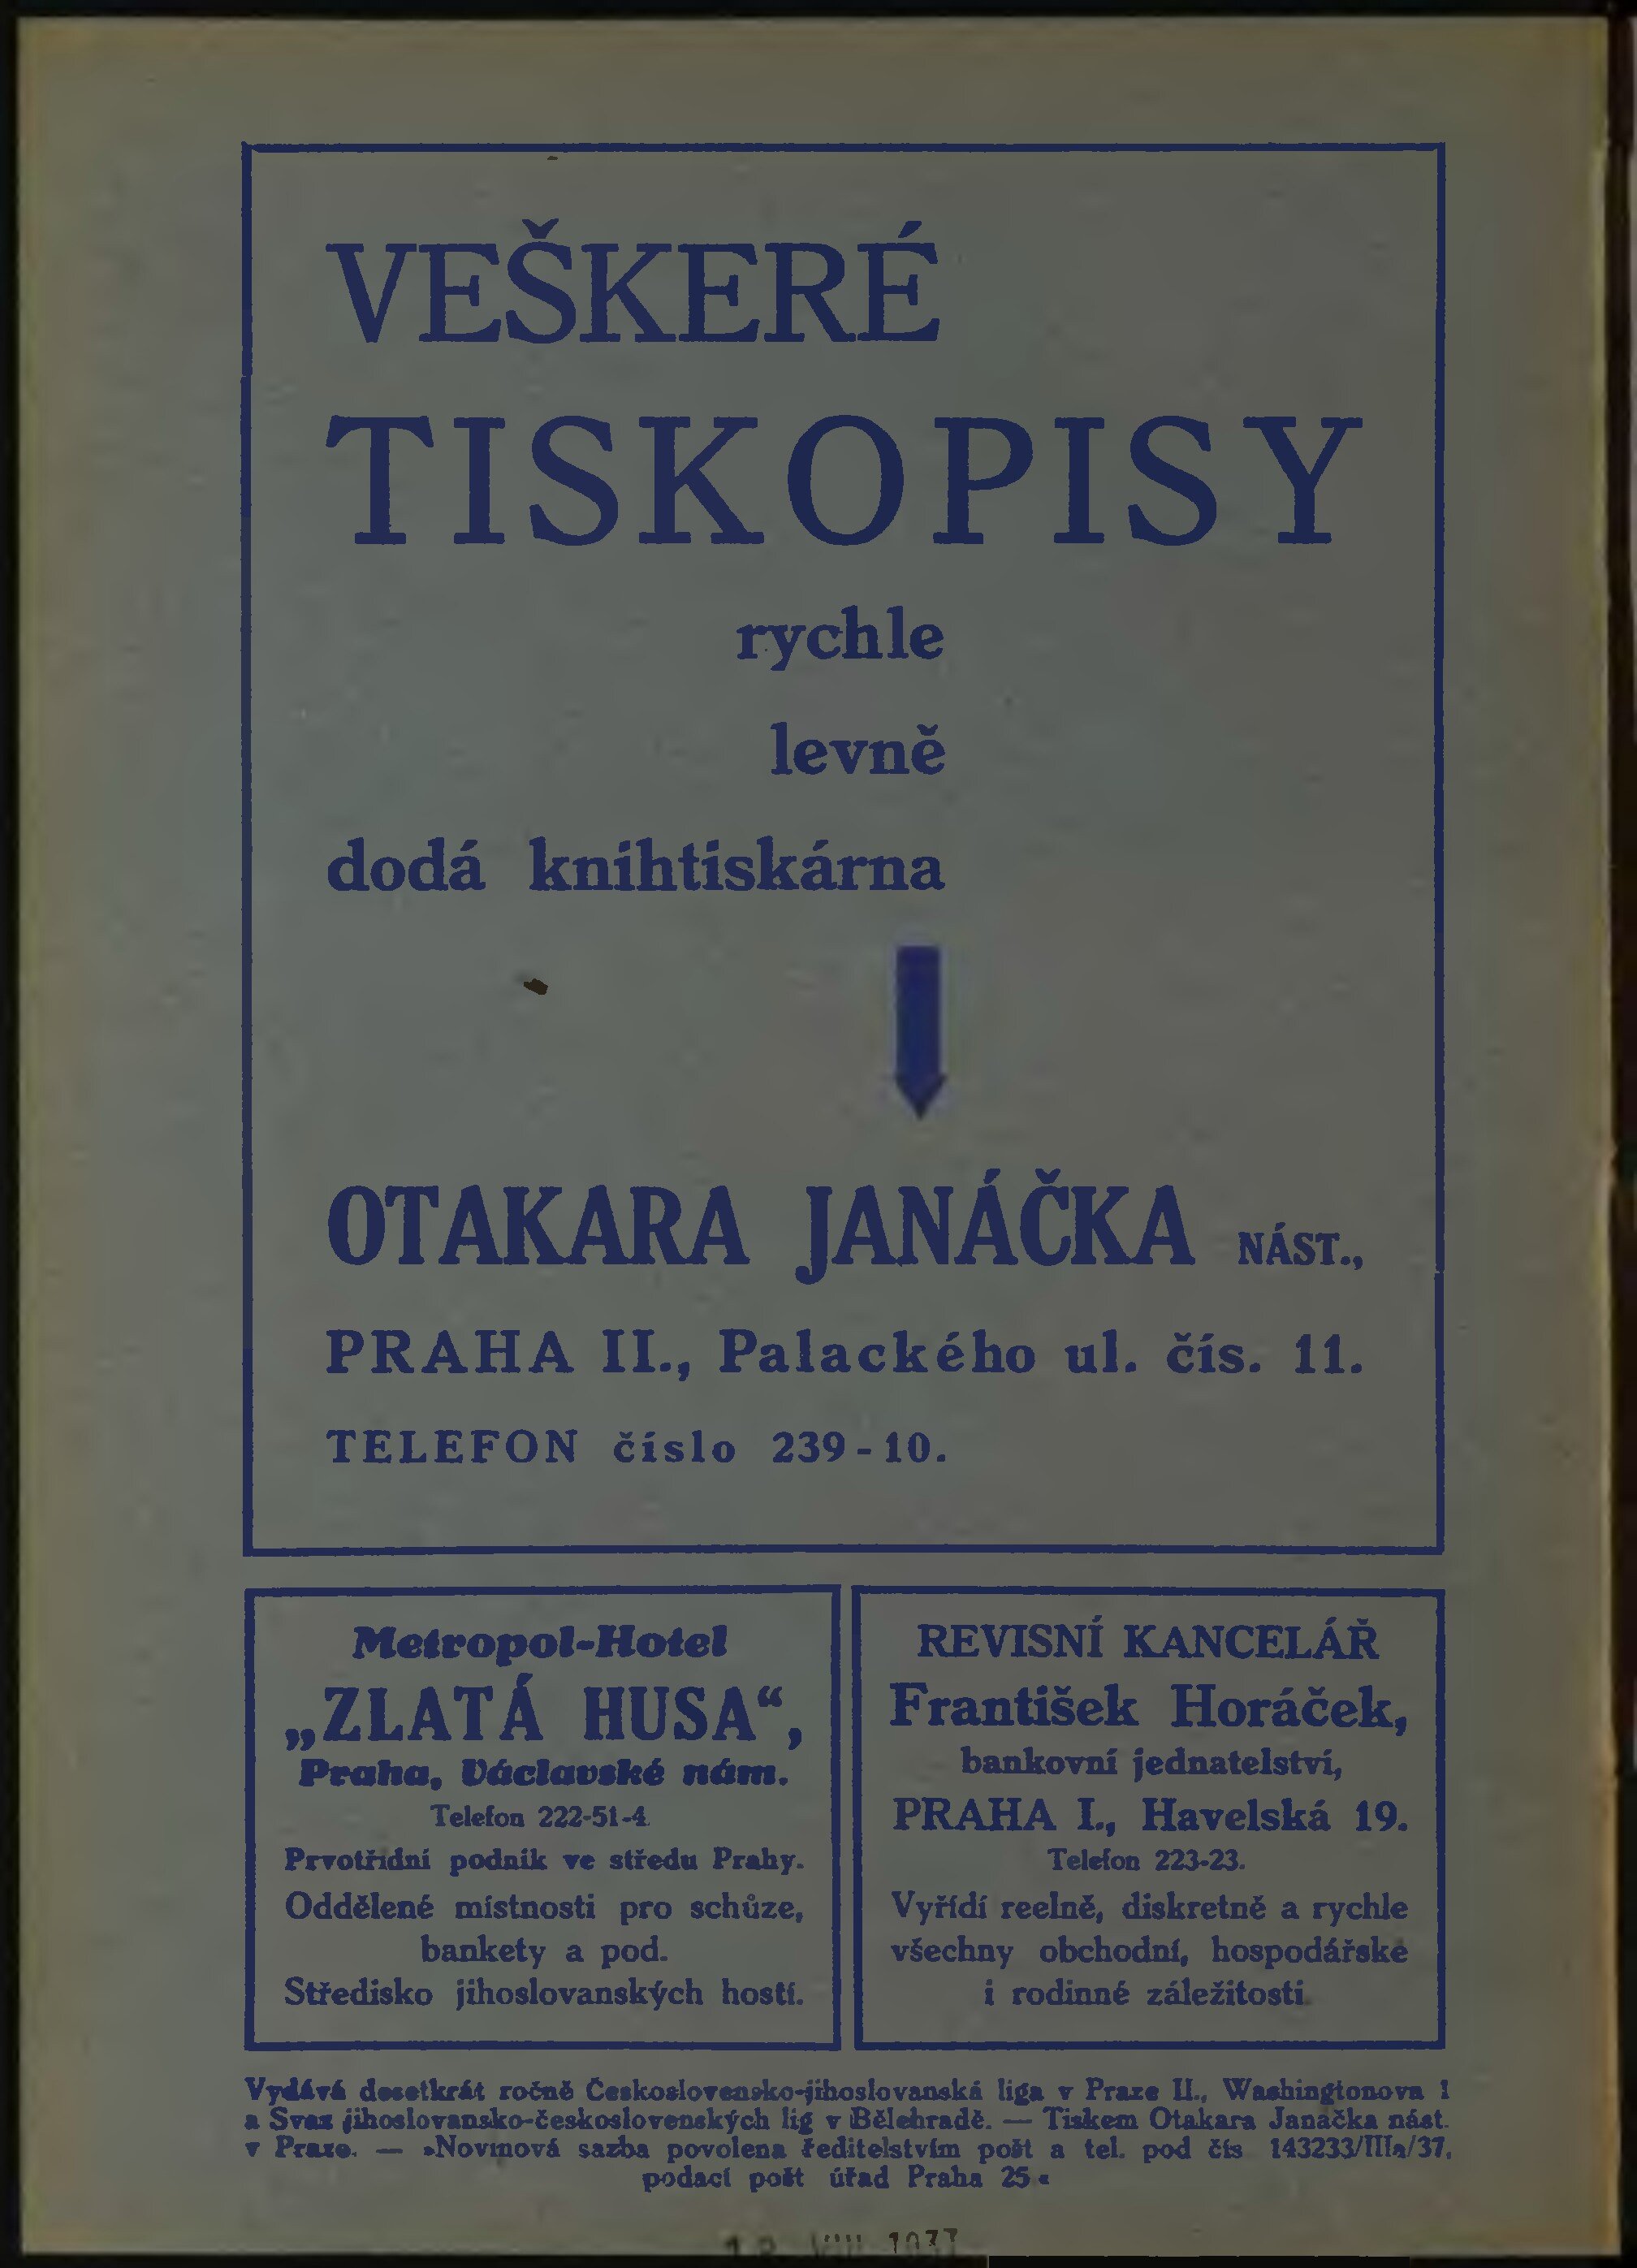 VEŠKERÉ
TISKOPISY
rychle
levně
dodá knihtiskárna
OTAKARA JANÁČKA NÁST.,
PRAHA II., Palackého ul. čís. 11.
TELEFON číslo 239-10.
Metropol-Hotel
„ZLATÁ HUSA“,
Praha, Václavské nám.
Telefon 222-51-4
Prvotřídní podnik ve středu Prahy.
Oddělené místnosti pro schůze,
bankety a pod.
Středisko jihoslovanských hostí.
REVISNÍ KANCELÁŘ
František Horáček,
bankovní jednatelství,
PRAHA I., Havelská 19.
Telefon 223-23.
Vyřídí reelně, diskretně a rychle
všechny obchodní, hospodářské
i rodinné záležitosti
Vydává desetkrát ročně Československo-jihoslovanská liga v Praze II., Washingtonova 1
a Svaz jihoslovansko-československých lig v Bělehradě. — Tiskem Otakara Janáčka nást.
v Praze. — »Novinová sazba povolena ředitelstvím pošt a tel. pod čís 143233/IIIa/37,
podací pošt úřad Praha 25«